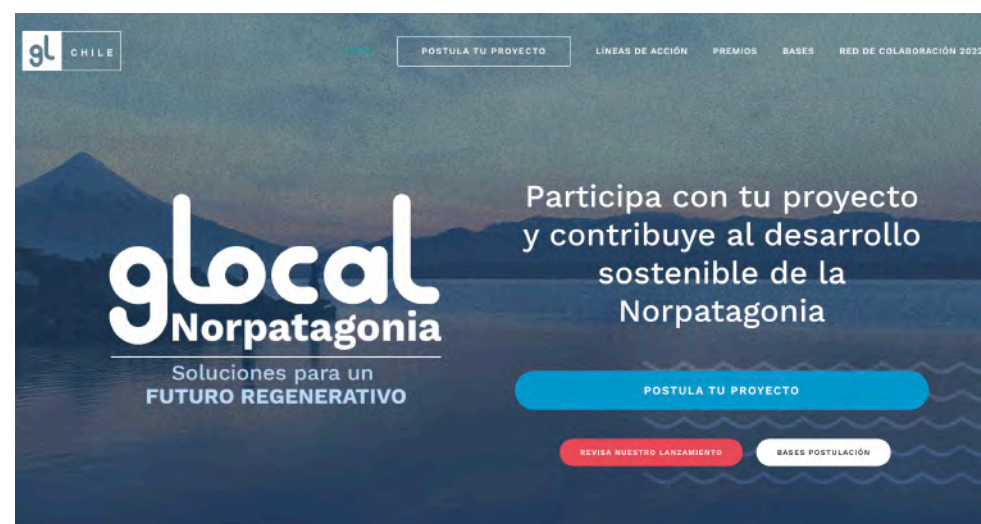 gl CHILE
POSTULA TU PROYECTO
LÍNEAS DE ACCIÓN
PREMIOS
BASES
RED DE COLABORACIÓN 2022
glocal
Norpatagonia
Soluciones para un
FUTURO REGENERATIVO
Participa con tu proyecto
y contribuye al desarrollo
sostenible de la
Norpatagonia
POSTULA TU PROYECTO
REVISA NUESTRO LANZAMIENTO
BASES POSTULACIÓN